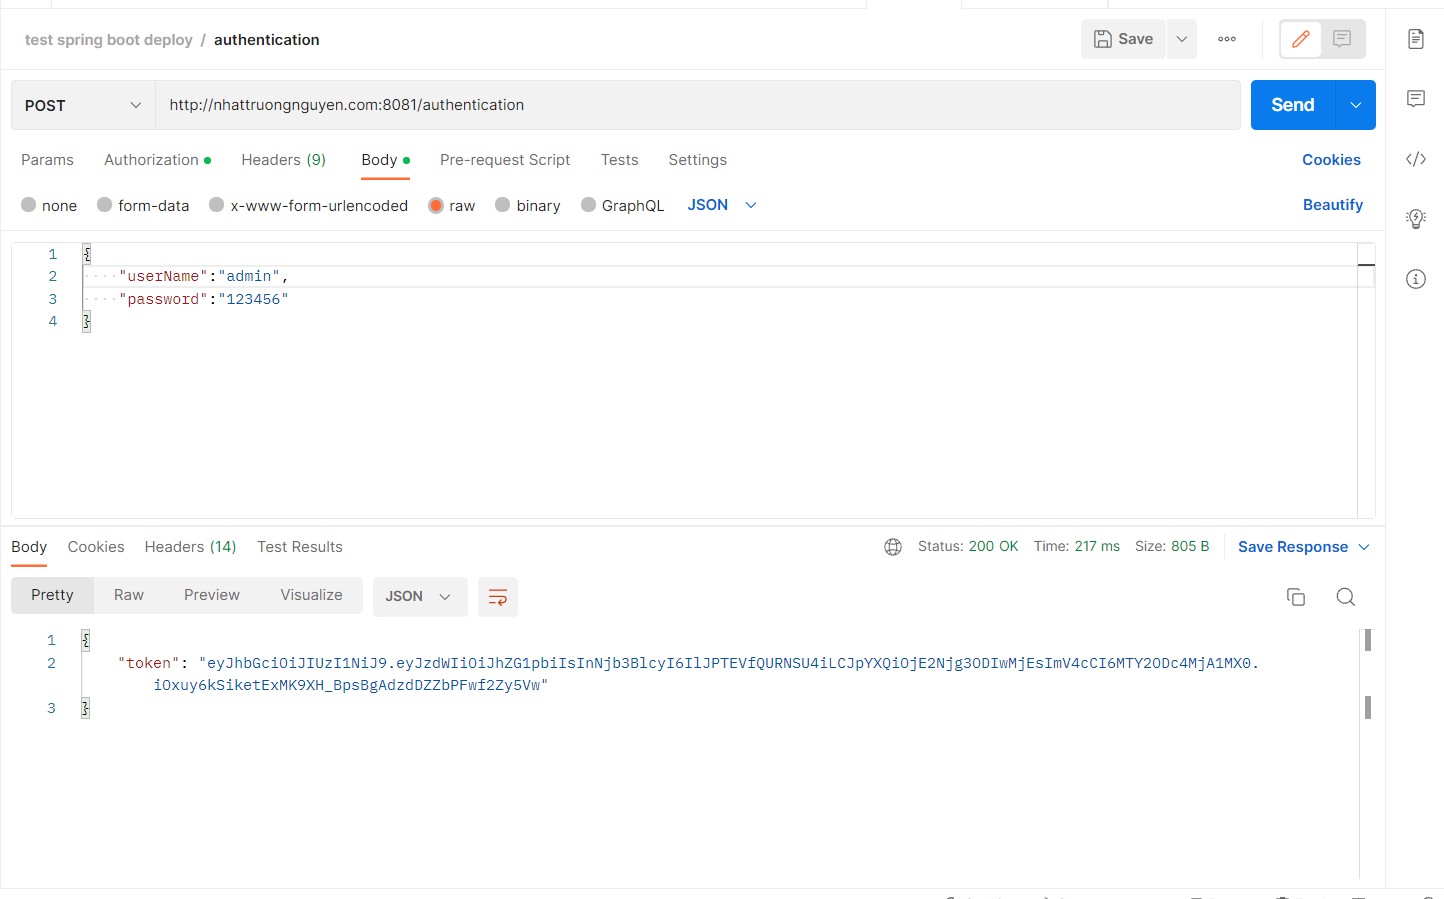 test spring boot deploy / authentication
Save
POST
http://nhattruongnguyen.com:8081/authentication
Send
Params Authorization Headers (9) Body Pre-request Script Tests Settings Cookies
none form-data x-www-form-urlencoded raw binary GraphQL JSON Beautify
1 {
2 ····"userName":"admin",
3 ····"password":"123456"
4 }
Body Cookies Headers (14) Test Results Status: 200 OK Time: 217 ms Size: 805 B Save Response
Pretty Raw Preview Visualize JSON
1 {
2 "token": "eyJhbGciOiJIUzI1NiJ9.eyJzdWIiOiJhZG1pbiIsInNjb3BlcyI6IlJPTEVfQURNSU4iLCJpYXQiOjE2Njg3ODIwMjEsImV4cCI6MTY2ODc4MjA1MX0.
iOxuy6kSiketExMK9XH_BpsBgAdzdDZZbPFwf2Zy5Vw"
3 }